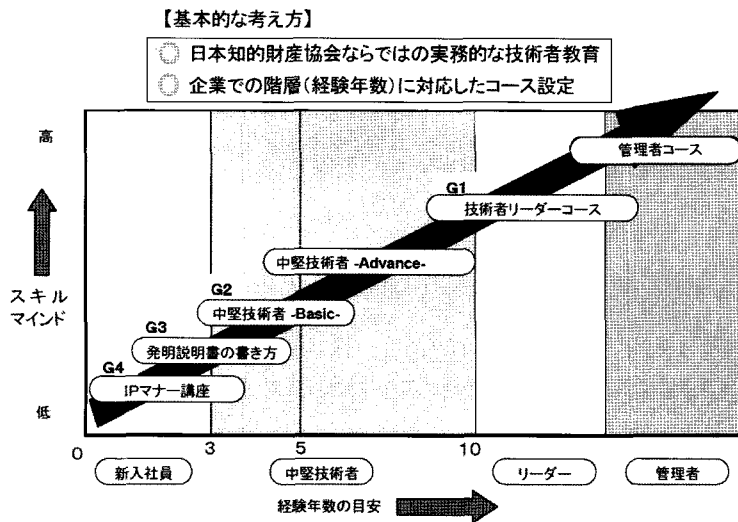 【基本的な考え方】
日本知的財産協会ならではの実務的な技術者教育
企業での階層(経験年数)に対応したコース設定
高
管理者コース
G1
技術者リーダーコース
中堅技術者 -Advance-
スキル
マインド
G2
中堅技術者 -Basic-
G3
発明説明書の書き方
G4
IPマナー講座
低
0 3 5 10
新入社員 中堅技術者 リーダー 管理者
経験年数の目安